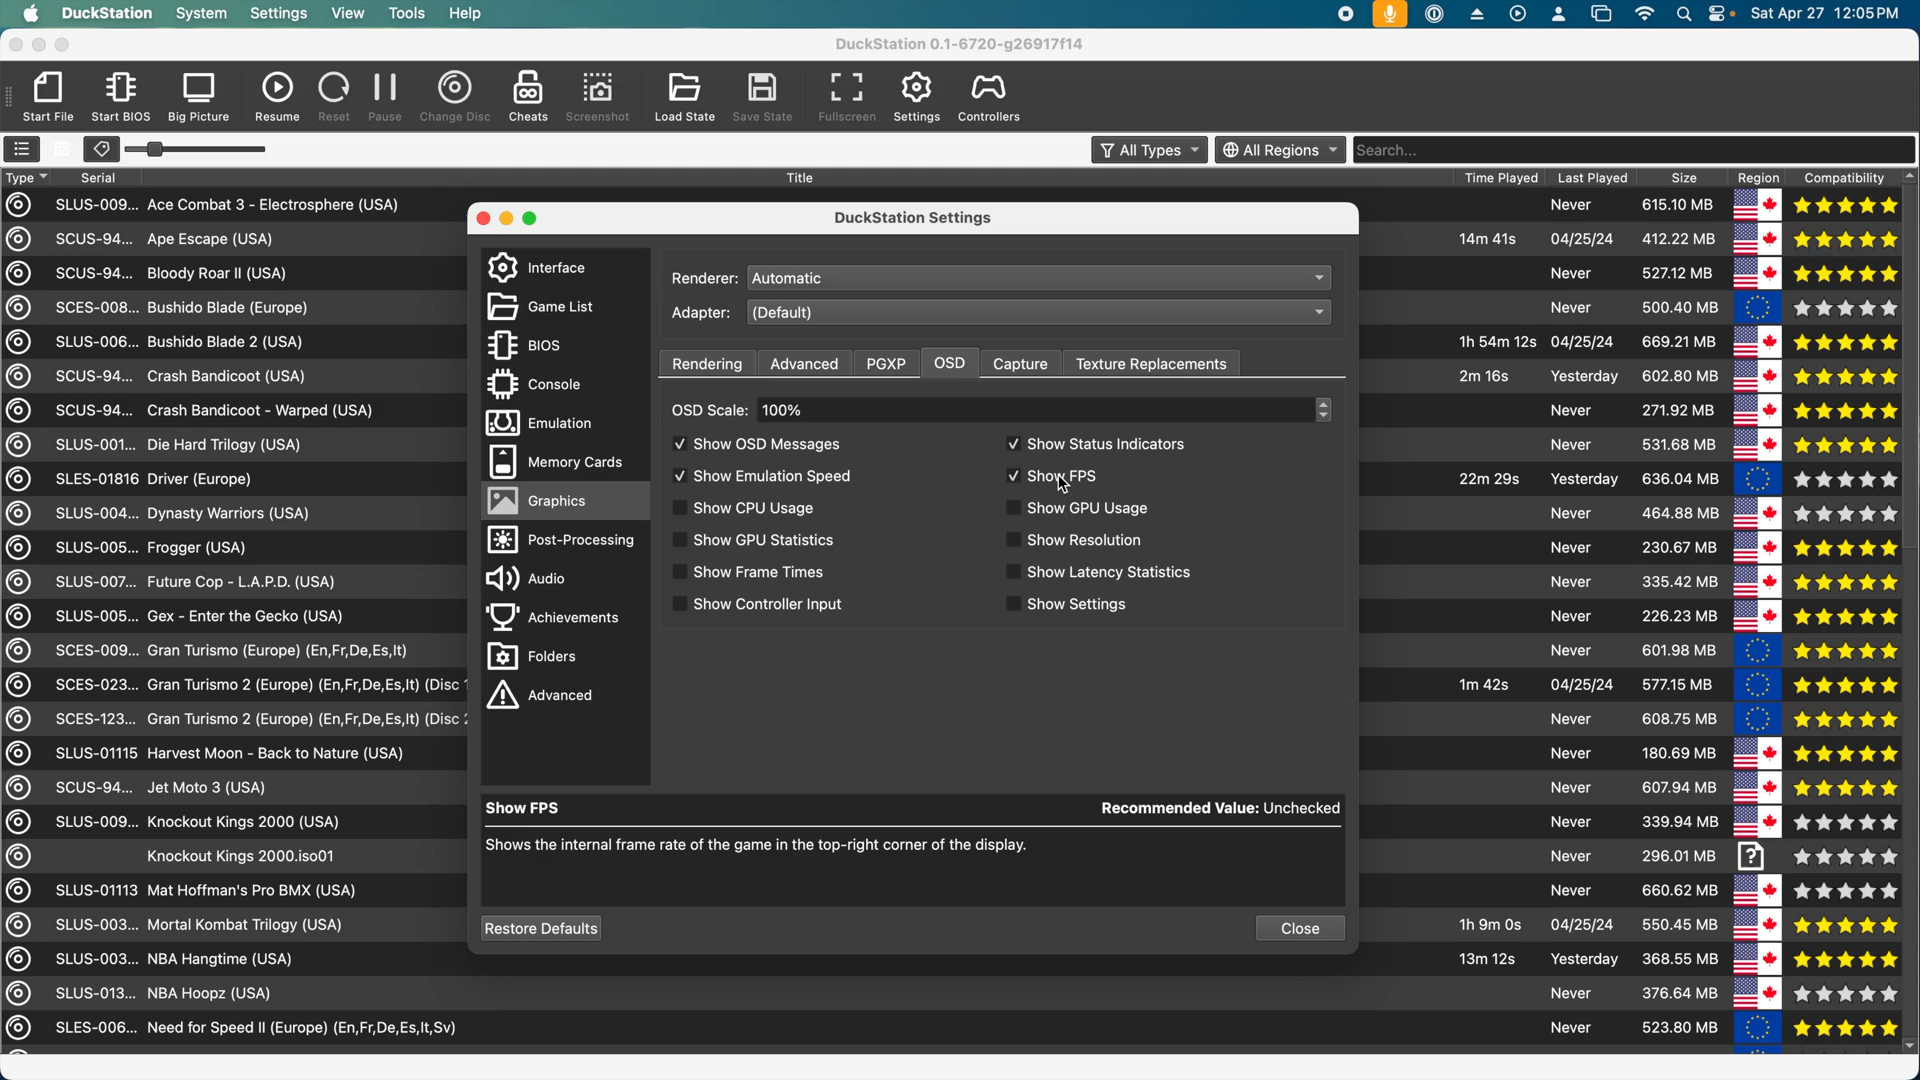 DuckStation System Settings View Tools Help Sat Apr 27 12:05 PM
DuckStation 0.1-6720-g26917f14
Start File Start BIOS Big Picture Resume Reset Pause Change Disc Cheats Screenshot Load State Save State Fullscreen Settings Controllers
All Types All Regions Search...
Type Serial Title Time Played Last Played Size Region Compatibility
SLUS-009... Ace Combat 3 - Electrosphere (USA) Never 615.10 MB
SCUS-94... Ape Escape (USA) 14m 41s 04/25/24 412.22 MB
SCUS-94... Bloody Roar II (USA) Never 527.12 MB
SCES-008... Bushido Blade (Europe) Never 500.40 MB
SLUS-006... Bushido Blade 2 (USA) 1h 54m 12s 04/25/24 669.21 MB
SCUS-94... Crash Bandicoot (USA) 2m 16s Yesterday 602.80 MB
SCUS-94... Crash Bandicoot - Warped (USA) Never 271.92 MB
SLUS-001... Die Hard Trilogy (USA) Never 531.68 MB
SLES-01816 Driver (Europe) 22m 29s Yesterday 636.04 MB
SLUS-004... Dynasty Warriors (USA) Never 464.88 MB
SLUS-005... Frogger (USA) Never 230.67 MB
SLUS-007... Future Cop - L.A.P.D. (USA) Never 335.42 MB
SLUS-005... Gex - Enter the Gecko (USA) Never 226.23 MB
SCES-009... Gran Turismo (Europe) (En,Fr,De,Es,It) Never 601.98 MB
SCES-023... Gran Turismo 2 (Europe) (En,Fr,De,Es,It) (Disc 1 1m 42s 04/25/24 577.15 MB
SCES-123... Gran Turismo 2 (Europe) (En,Fr,De,Es,It) (Disc 2 Never 608.75 MB
SLUS-01115 Harvest Moon - Back to Nature (USA) Never 180.69 MB
SCUS-94... Jet Moto 3 (USA) Never 607.94 MB
SLUS-009... Knockout Kings 2000 (USA) Never 339.94 MB
Knockout Kings 2000.iso01 Never 296.01 MB
SLUS-01113 Mat Hoffman's Pro BMX (USA) Never 660.62 MB
SLUS-003... Mortal Kombat Trilogy (USA) 1h 9m 0s 04/25/24 550.45 MB
SLUS-003... NBA Hangtime (USA) 13m 12s Yesterday 368.55 MB
SLUS-013... NBA Hoopz (USA) Never 376.64 MB
SLES-006... Need for Speed II (Europe) (En,Fr,De,Es,It,Sv) Never 523.80 MB
DuckStation Settings
Interface
Game List
BIOS
Console
Emulation
Memory Cards
Graphics
Post-Processing
Audio
Achievements
Folders
Advanced
Renderer: Automatic
Adapter: (Default)
Rendering Advanced PGXP OSD Capture Texture Replacements
OSD Scale: 100%
Show OSD Messages Show Status Indicators
Show Emulation Speed Show FPS
Show CPU Usage Show GPU Usage
Show GPU Statistics Show Resolution
Show Frame Times Show Latency Statistics
Show Controller Input Show Settings
Show FPS Recommended Value: Unchecked
Shows the internal frame rate of the game in the top-right corner of the display.
Restore Defaults Close